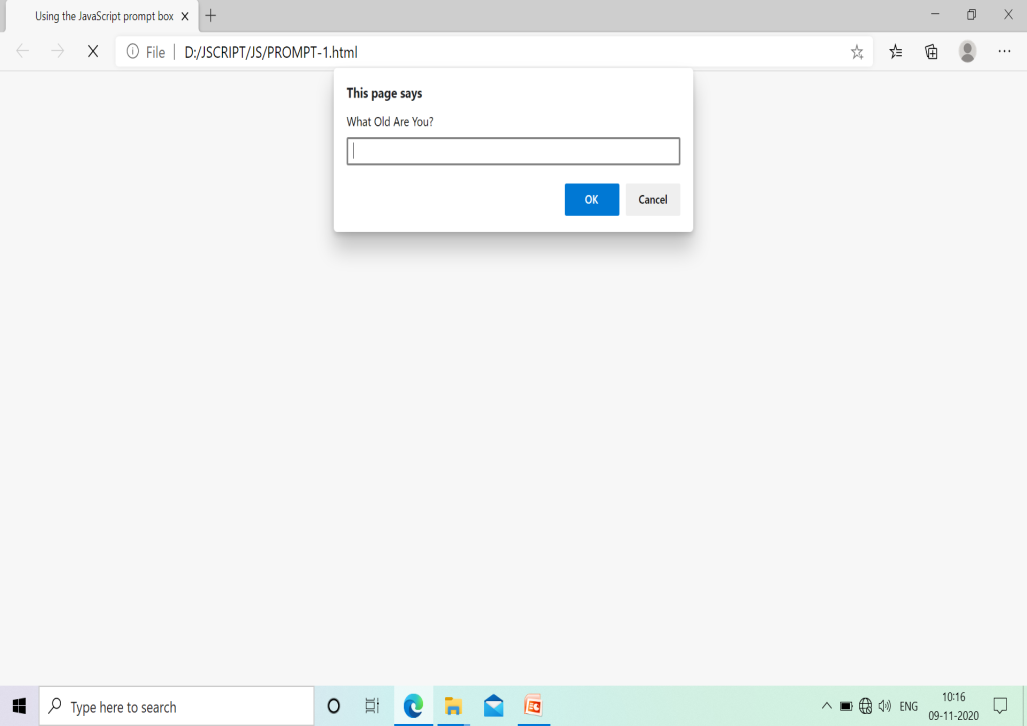 Using the JavaScript prompt box
File
D:/JSCRIPT/JS/PROMPT-1.html
This page says
What Old Are You?
OK
Cancel
Type here to search
ENG
10:16
09-11-2020